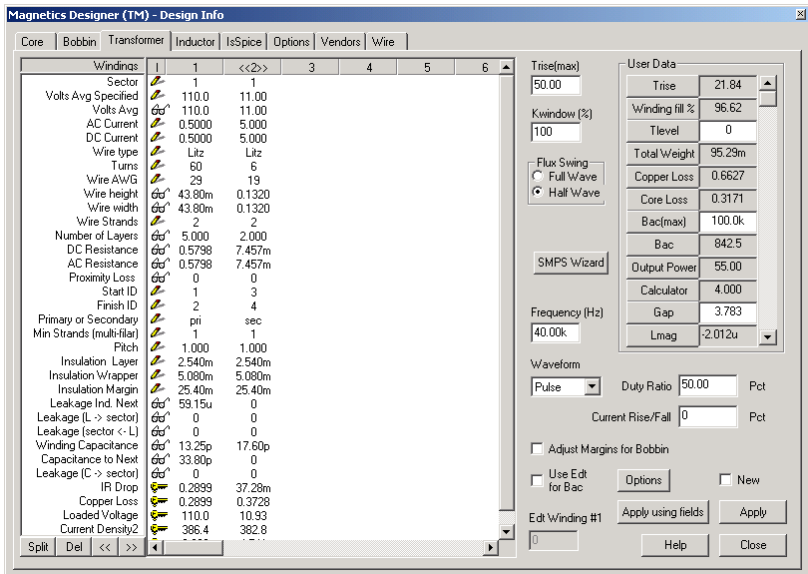 Magnetics Designer (TM) - Design Info
Core Bobbin Transformer Inductor IsSpice Options Vendors Wire
Windings I 1 <<2>> 3 4 5 6
Sector 1 1
Volts Avg Specified 110.0 11.00
Volts Avg 110.0 11.00
AC Current 0.5000 5.000
DC Current 0.5000 5.000
Wire type Litz Litz
Turns 60 6
Wire AWG 29 19
Wire height 43.80m 0.1320
Wire width 43.80m 0.1320
Wire Strands 2 2
Number of Layers 5.000 2.000
DC Resistance 0.5798 7.457m
AC Resistance 0.5798 7.457m
Proximity Loss 0 0
Start ID 1 3
Finish ID 2 4
Primary or Secondary pri sec
Min Strands (multi-filar) 1 1
Pitch 1.000 1.000
Insulation Layer 2.540m 2.540m
Insulation Wrapper 5.080m 5.080m
Insulation Margin 25.40m 25.40m
Leakage Ind. Next 59.15u 0
Leakage (L -> sector) 0 0
Leakage (sector <- L) 0 0
Winding Capacitance 13.25p 17.60p
Capacitance to Next 33.80p 0
Leakage (C -> sector) 0 0
IR Drop 0.2899 37.28m
Copper Loss 0.2899 0.3728
Loaded Voltage 110.0 10.93
Current Density2 386.4 382.8
Split Del << >>
Trise(max)
50.00
Kwindow (%)
100
Flux Swing
Full Wave
Half Wave
SMPS Wizard
Frequency (Hz)
40.00k
User Data
Trise 21.84
Winding fill % 96.62
Tlevel 0
Total Weight 95.29m
Copper Loss 0.6627
Core Loss 0.3171
Bac(max) 100.0k
Bac 842.5
Output Power 55.00
Calculator 4.000
Gap 3.783
Lmag -2.012u
Waveform
Pulse Duty Ratio 50.00 Pct
Current Rise/Fall 0 Pct
Adjust Margins for Bobbin
Use Edt for Bac Options New
Edt Winding #1 Apply using fields Apply
0 Help Close